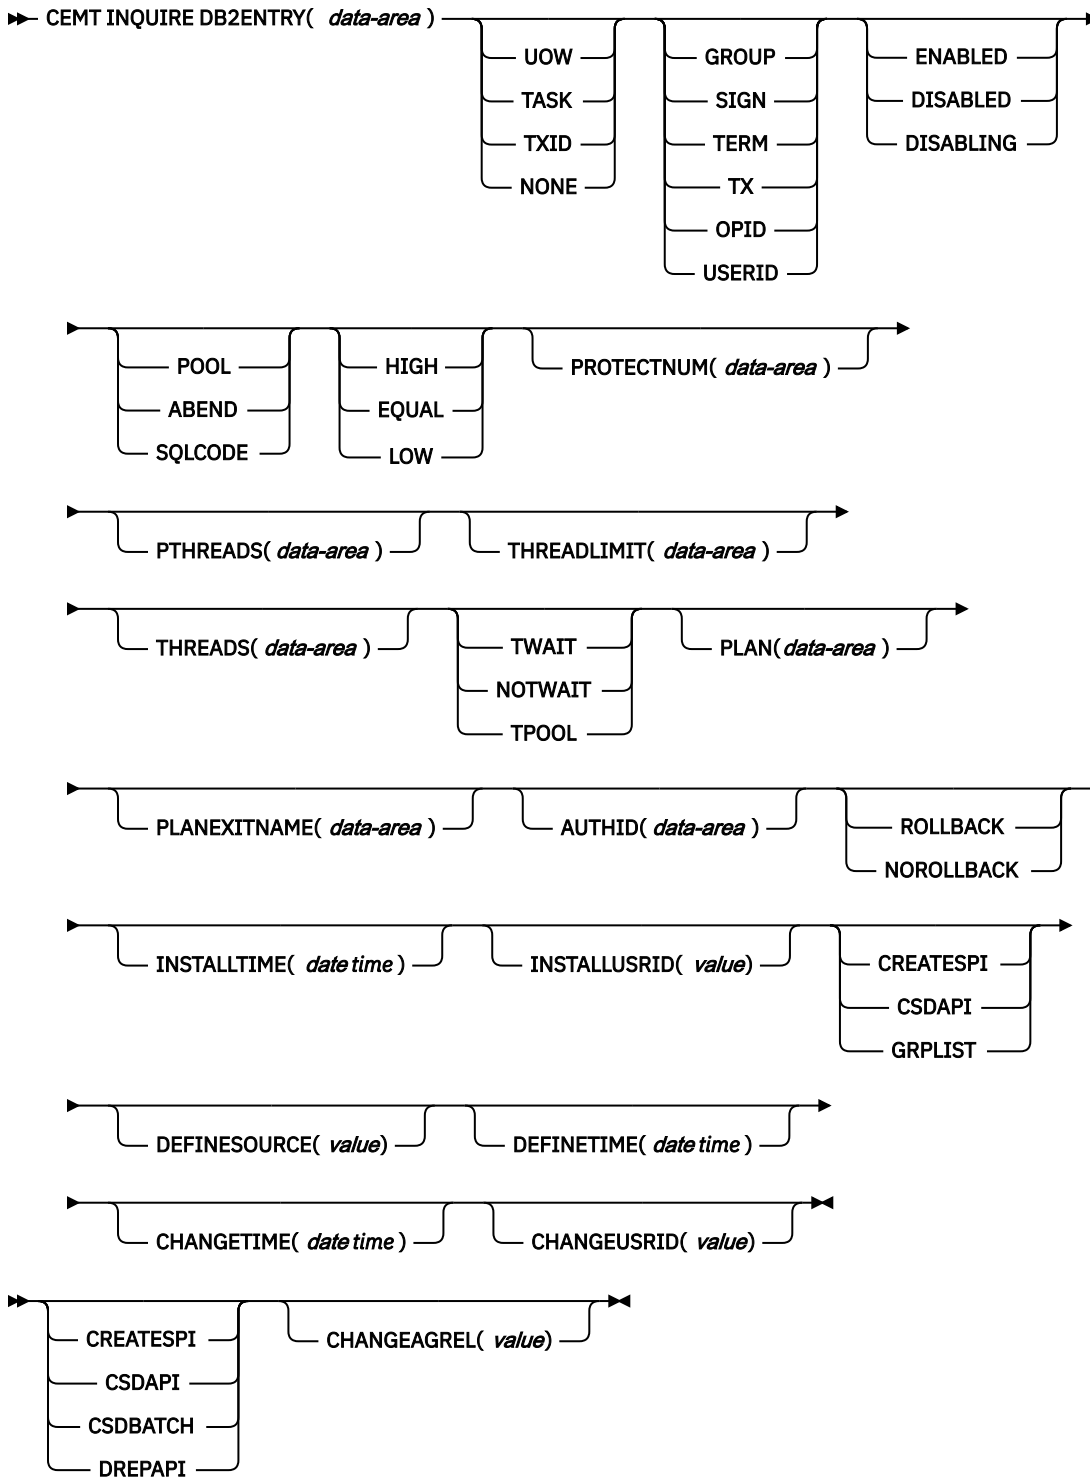 CEMT INQUIRE DB2ENTRY( data-area )
UOW
TASK
TXID
NONE
GROUP
SIGN
TERM
TX
OPID
USERID
ENABLED
DISABLED
DISABLING
POOL
ABEND
SQLCODE
HIGH
EQUAL
LOW
PROTECTNUM( data-area )
PTHREADS( data-area )
THREADLIMIT( data-area )
THREADS( data-area )
TWAIT
NOTWAIT
TPOOL
PLAN(data-area )
PLANEXITNAME( data-area )
AUTHID( data-area )
ROLLBACK
NOROLLBACK
INSTALLTIME( date time )
INSTALLUSRID( value)
CREATESPI
CSDAPI
GRPLIST
DEFINESOURCE( value)
DEFINETIME( date time )
CHANGETIME( date time )
CHANGEUSRID( value)
CREATESPI
CSDAPI
CSDBATCH
DREPAPI
CHANGEAGREL( value)